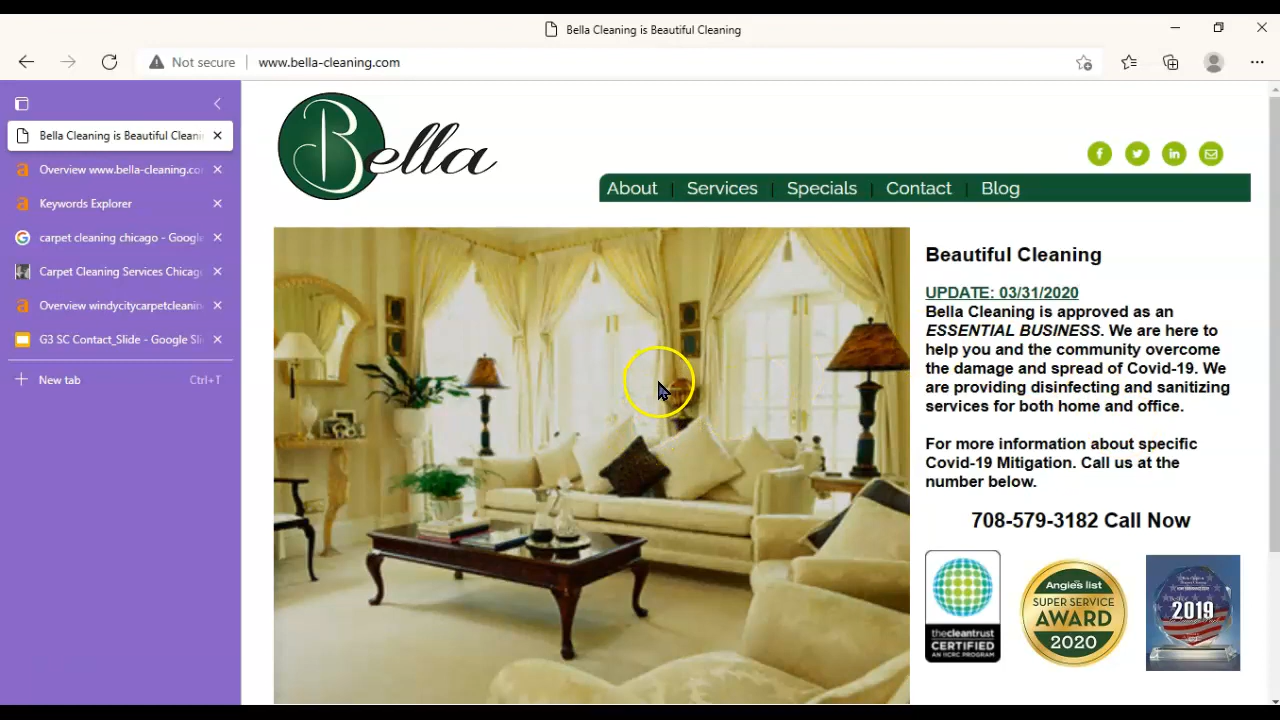 Bella Cleaning is Beautiful Cleaning
Not secure
www.bella-cleaning.com
Bella Cleaning is Beautiful Cleani
Overview www.bella-cleaning.co
Keywords Explorer
carpet cleaning chicago - Google
Carpet Cleaning Services Chicag
Overview windycitycarpetcleanin
G3 SC Contact_Slide - Google Sli
New tab Ctrl+T
Bella
About Services Specials Contact Blog
Beautiful Cleaning
UPDATE: 03/31/2020
Bella Cleaning is approved as an
ESSENTIAL BUSINESS. We are here to
help you and the community overcome
the damage and spread of Covid-19. We
are providing disinfecting and sanitizing
services for both home and office.
For more information about specific
Covid-19 Mitigation. Call us at the
number below.
708-579-3182 Call Now
thecleantrust
CERTIFIED
AN IICRC PROGRAM
Angie's list
SUPER SERVICE
AWARD
2020
2019